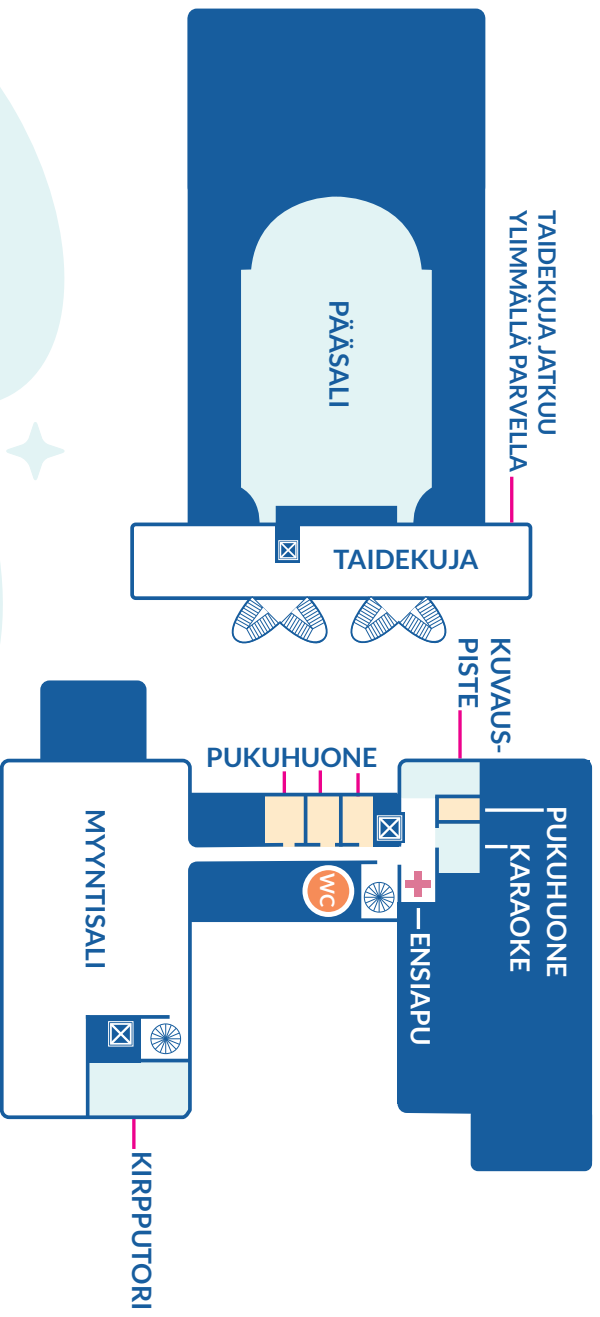 TAIDEKUJA JATKUU
YLIMMÄLLÄ PARVELLA
PÄÄSALI
TAIDEKUJA
KUVAUS-
PISTE
PUKUHUONE
PUKUHUONE
KARAOKE
MYYNTISALI
WC
ENSIAPU
KIRPPUTORI